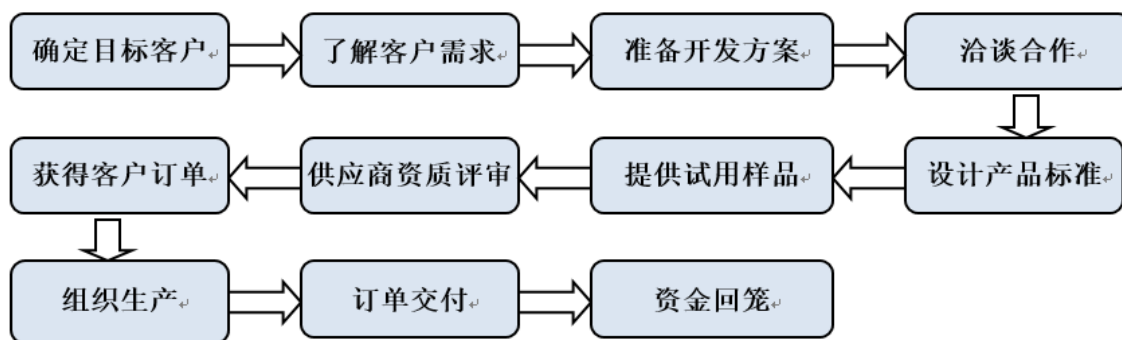 确定目标客户
了解客户需求
准备开发方案
洽谈合作
设计产品标准
提供试用样品
供应商资质评审
获得客户订单
组织生产
订单交付
资金回笼